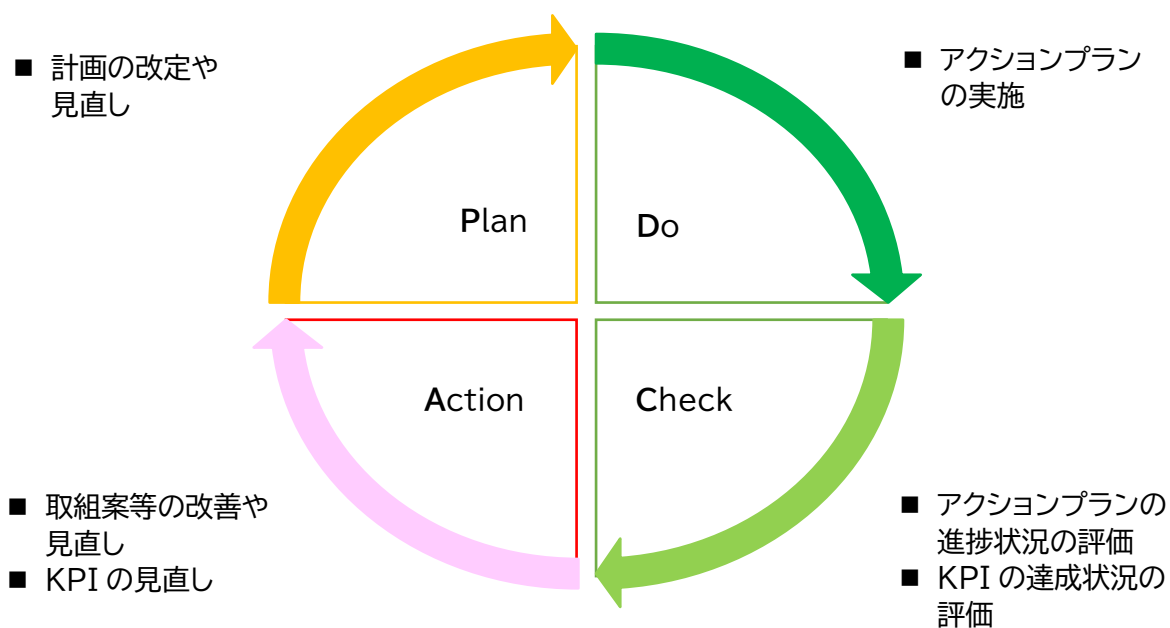 ■ 計画の改定や
見直し
■ アクションプラン
の実施
Plan
Do
Action
Check
■ 取組案等の改善や
見直し
■ KPI の見直し
■ アクションプランの
進捗状況の評価
■ KPI の達成状況の
評価